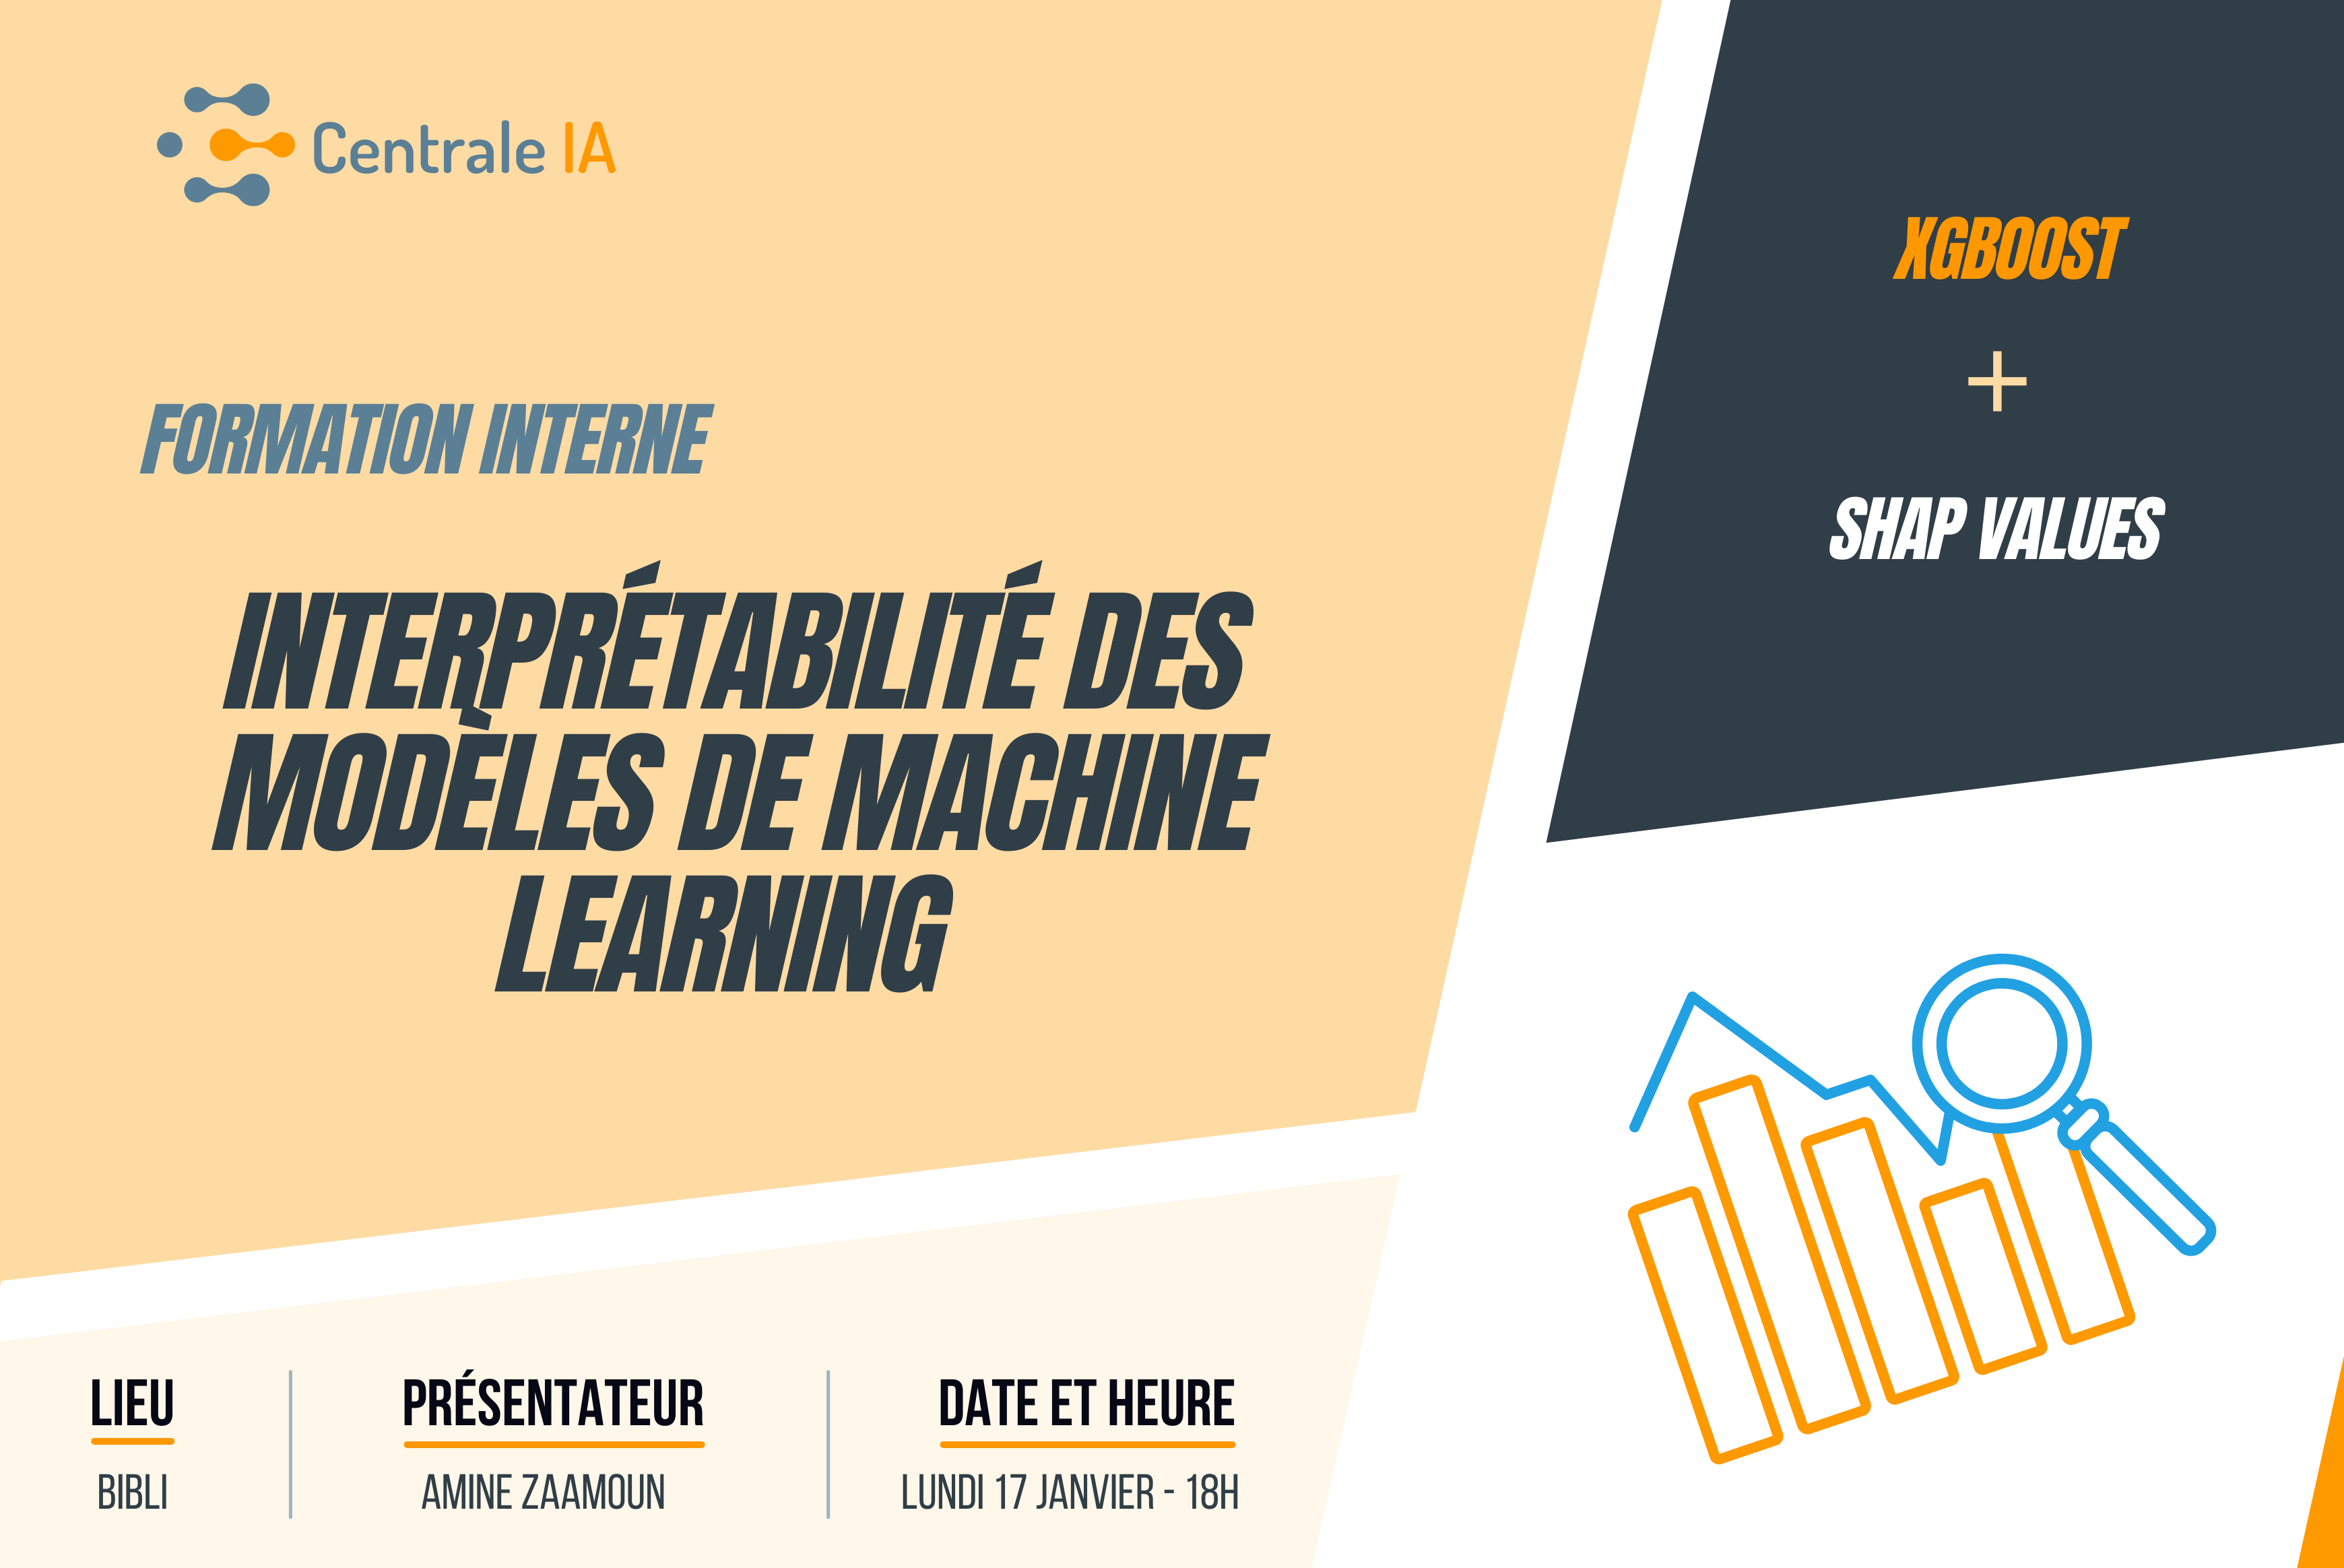 Centrale IA
FORMATION INTERNE
INTERPRÉTABILITÉ DES
MODÈLES DE MACHINE
LEARNING
XGBOOST
+
SHAP VALUES
LIEU
BIBLI
PRÉSENTATEUR
AMINE ZAAMOUN
DATE ET HEURE
LUNDI 17 JANVIER - 18H